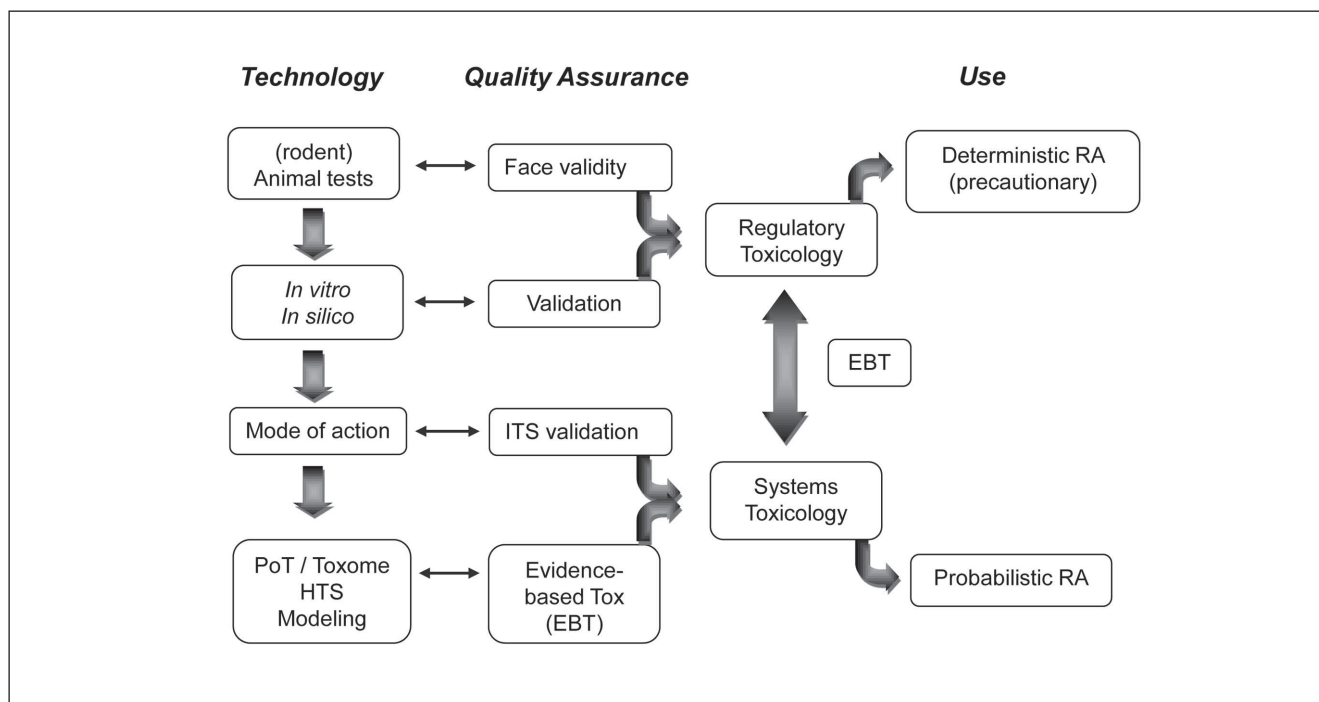 Technology
Quality Assurance
Use
(rodent)
Animal tests
Face validity
Deterministic RA
(precautionary)
Regulatory
Toxicology
In vitro
In silico
Validation
EBT
Mode of action
ITS validation
Systems
Toxicology
PoT / Toxome
HTS
Modeling
Evidence-
based Tox
(EBT)
Probabilistic RA